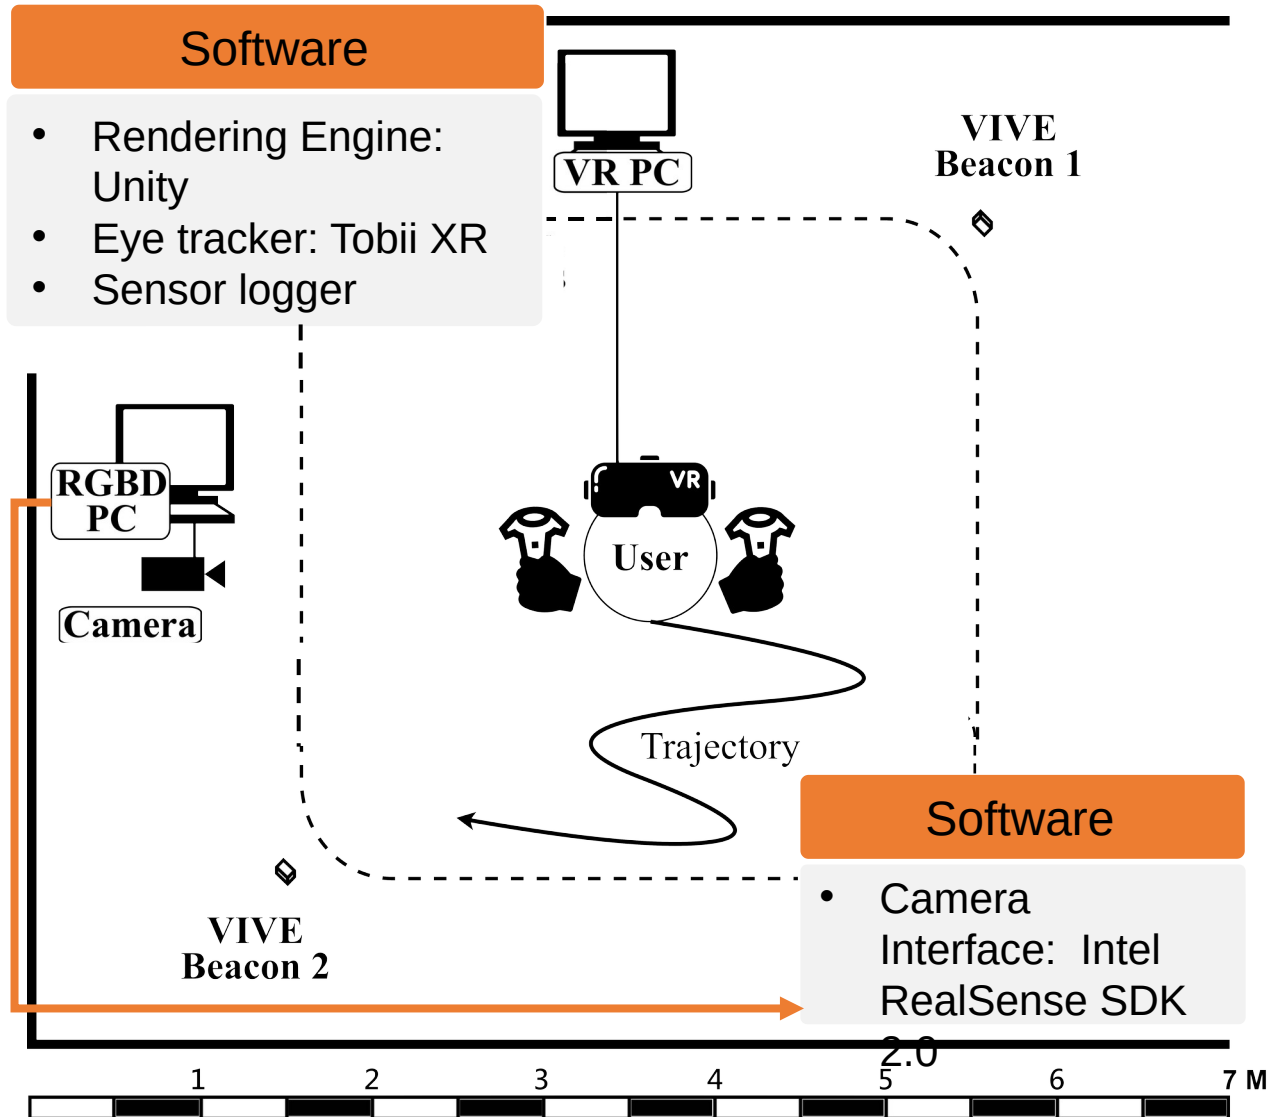 Software
• Rendering Engine:
Unity
• Eye tracker: Tobii XR
• Sensor logger
VR PC
VIVE
Beacon 1
RGBD
PC
Camera
VR
User
Trajectory
VIVE
Beacon 2
Software
• Camera
Interface: Intel
RealSense SDK
2.0
1 2 3 4 5 6 7 M